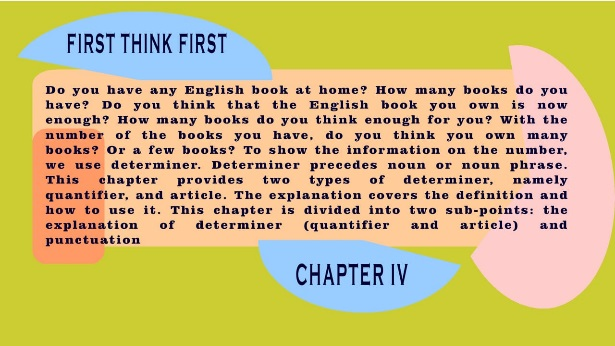 FIRST THINK FIRST
Do you have any English book at home? How many books do you
have? Do you think that the English book you own is now
enough? How many books do you think enough for you? With the
number of the books you have, do you think you own many
books? Or a few books? To show the information on the number,
we use determiner. Determiner precedes noun or noun phrase.
This chapter provides two types of determiner, namely
quantifier, and article. The explanation covers the definition and
how to use it. This chapter is divided into two sub-points: the
explanation of determiner (quantifier and article) and
punctuation
CHAPTER IV